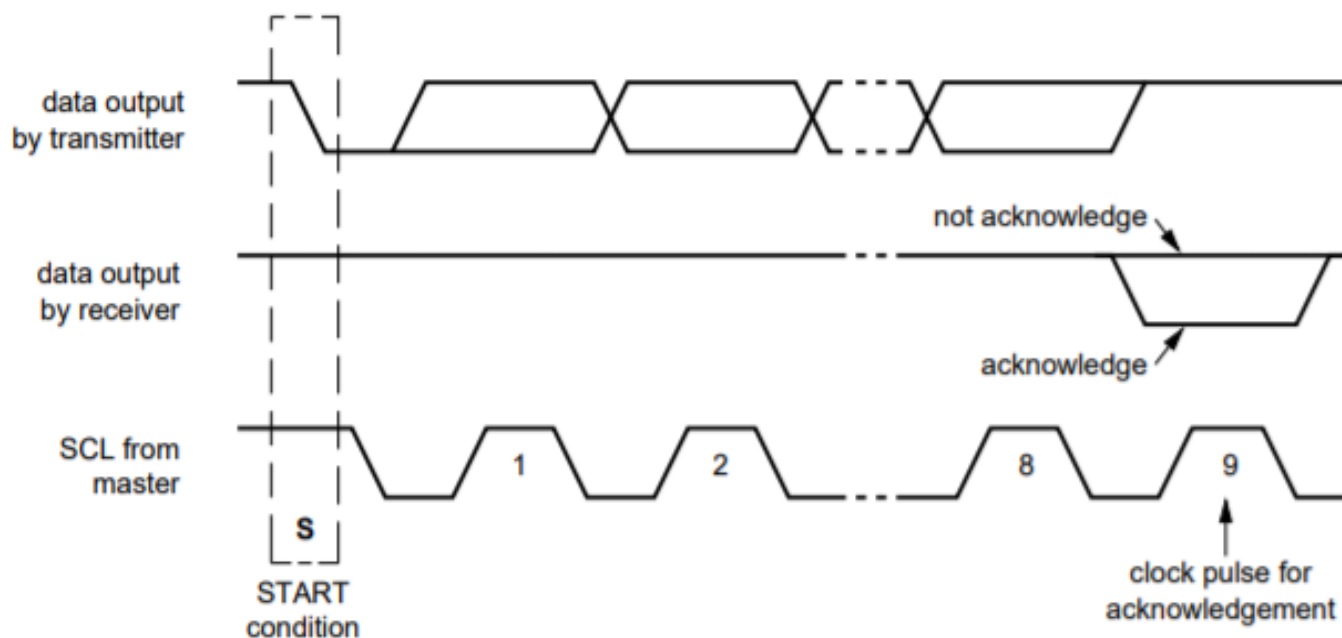 data output
by transmitter
not acknowledge
data output
by receiver
acknowledge
SCL from
master
1
2
8
9
S
START
condition
clock pulse for
acknowledgement